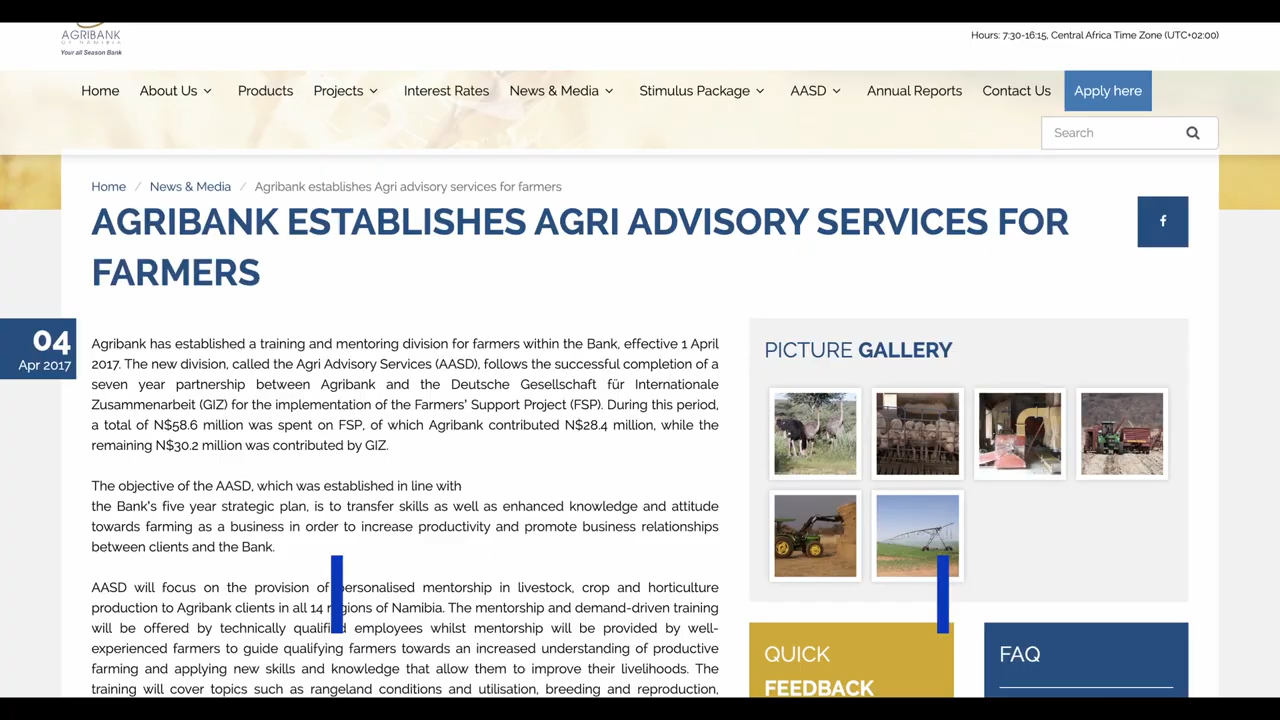 AGRIBANK
OF NAMIBIA
Your all Season Bank
Hours: 7:30-16:15, Central Africa Time Zone (UTC+02:00)
Home About Us Products Projects Interest Rates News & Media Stimulus Package AASD Annual Reports Contact Us Apply here
Search
Home / News & Media / Agribank establishes Agri advisory services for farmers
AGRIBANK ESTABLISHES AGRI ADVISORY SERVICES FOR
FARMERS
f
04
Apr 2017
Agribank has established a training and mentoring division for farmers within the Bank, effective 1 April
2017. The new division, called the Agri Advisory Services (AASD), follows the successful completion of a
seven year partnership between Agribank and the Deutsche Gesellschaft für Internationale
Zusammenarbeit (GIZ) for the implementation of the Farmers' Support Project (FSP). During this period,
a total of N$58.6 million was spent on FSP, of which Agribank contributed N$28.4 million, while the
remaining N$30.2 million was contributed by GIZ.
The objective of the AASD, which was established in line with
the Bank's five year strategic plan, is to transfer skills as well as enhanced knowledge and attitude
towards farming as a business in order to increase productivity and promote business relationships
between clients and the Bank.
AASD will focus on the provision of personalised mentorship in livestock, crop and horticulture
production to Agribank clients in all 14 regions of Namibia. The mentorship and demand-driven training
will be offered by technically qualified employees whilst mentorship will be provided by well-
experienced farmers to guide qualifying farmers towards an increased understanding of productive
farming and applying new skills and knowledge that allow them to improve their livelihoods. The
training will cover topics such as rangeland conditions and utilisation, breeding and reproduction,
PICTURE GALLERY
QUICK
FEEDBACK
FAQ